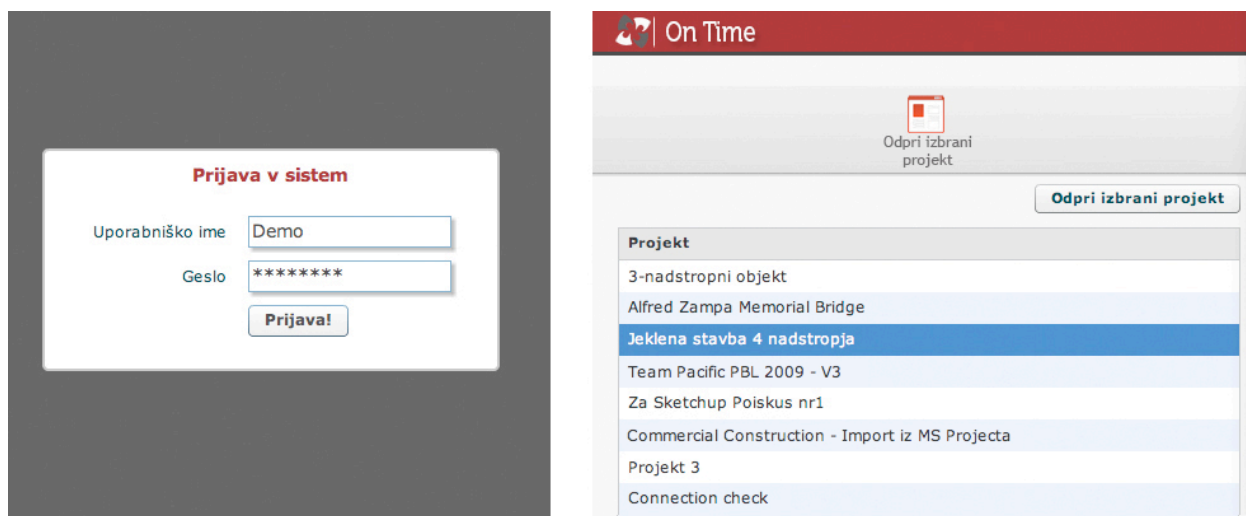 Prijava v sistem
Uporabniško ime Demo
Geslo ********
Prijava!
On Time
Odpri izbrani
projekt
Odpri izbrani projekt
Projekt
3-nadstropni objekt
Alfred Zampa Memorial Bridge
Jeklena stavba 4 nadstropja
Team Pacific PBL 2009 - V3
Za Sketchup Poiskus nr1
Commercial Construction - Import iz MS Projecta
Projekt 3
Connection check